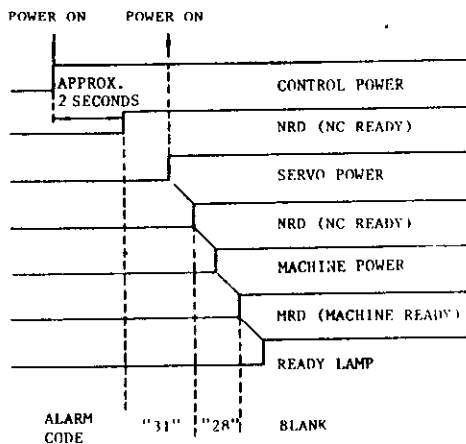 POWER ON POWER ON
APPROX.
2 SECONDS
CONTROL POWER
NRD (NC READY)
SERVO POWER
NRD (NC READY)
MACHINE POWER
MRD (MACHINE READY)
READY LAMP
ALARM CODE "31" "28" BLANK